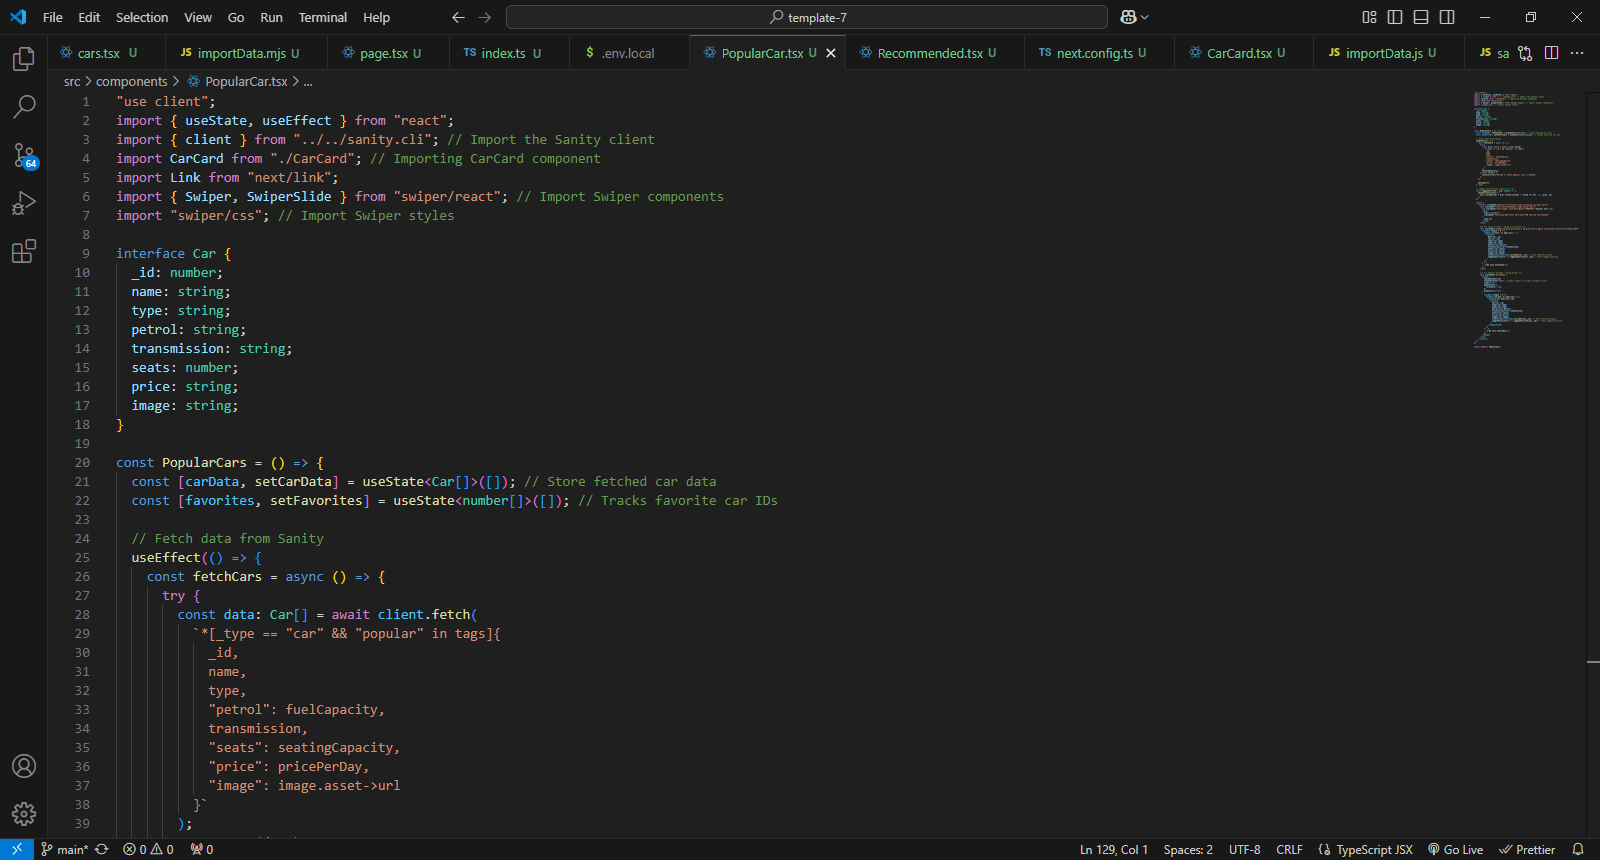 File Edit Selection View Go Run Terminal Help template-7
cars.tsx U JS importData.mjs U page.tsx U TS index.ts U $ .env.local PopularCar.tsx U Recommended.tsx U TS next.config.ts U CarCard.tsx U JS importData.js U JS sa
src > components > PopularCar.tsx > ...
1 "use client";
2 import { useState, useEffect } from "react";
3 import { client } from "../../sanity.cli"; // Import the Sanity client
4 import CarCard from "./CarCard"; // Importing CarCard component
5 import Link from "next/link";
6 import { Swiper, SwiperSlide } from "swiper/react"; // Import Swiper components
7 import "swiper/css"; // Import Swiper styles
8
9 interface Car {
10 _id: number;
11 name: string;
12 type: string;
13 petrol: string;
14 transmission: string;
15 seats: number;
16 price: string;
17 image: string;
18 }
19
20 const PopularCars = () => {
21 const [carData, setCarData] = useState<Car[]>([]); // Store fetched car data
22 const [favorites, setFavorites] = useState<number[]>([]); // Tracks favorite car IDs
23
24 // Fetch data from Sanity
25 useEffect(() => {
26 const fetchCars = async () => {
27 try {
28 const data: Car[] = await client.fetch(
29 `*[_type == "car" && "popular" in tags]{
30 _id,
31 name,
32 type,
33 "petrol": fuelCapacity,
34 transmission,
35 "seats": seatingCapacity,
36 "price": pricePerDay,
37 "image": image.asset->url
38 }`
39 );
64
main* 0 0 0 Ln 129, Col 1 Spaces: 2 UTF-8 CRLF {} TypeScript JSX Go Live Prettier